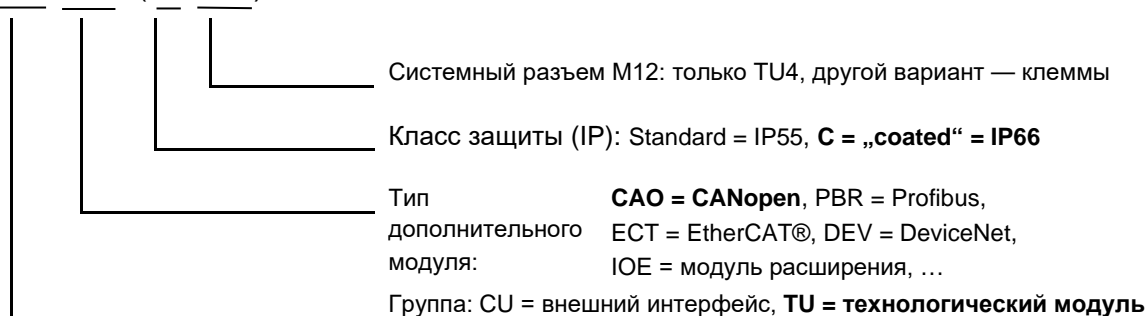 Системный разъем M12: только TU4, другой вариант — клеммы
Класс защиты (IP): Standard = IP55, C = „coated“ = IP66
Тип CAO = CANopen, PBR = Profibus,
дополнительного ECT = EtherCAT®, DEV = DeviceNet,
модуля: IOE = модуль расширения, …
Группа: CU = внешний интерфейс, TU = технологический модуль